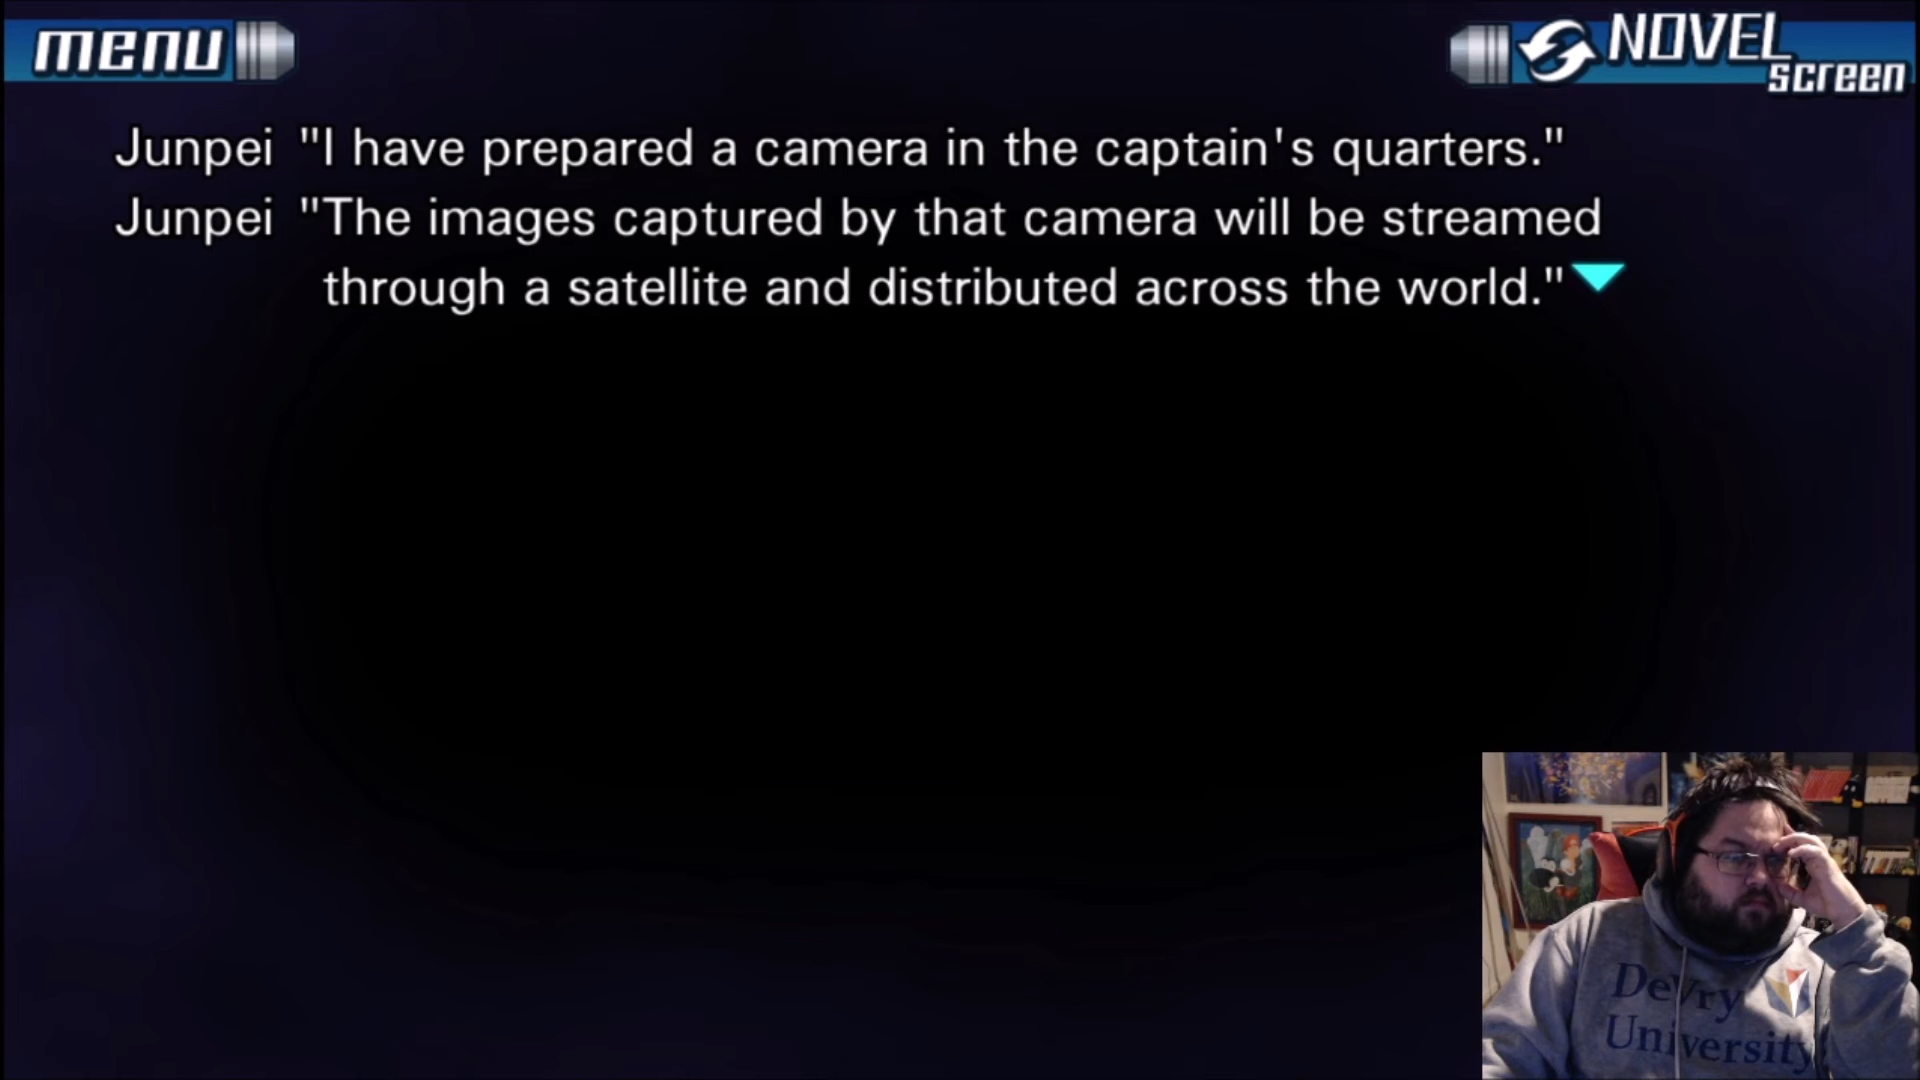 menu
NOVEL
screen
Junpei "I have prepared a camera in the captain's quarters."
Junpei "The images captured by that camera will be streamed
through a satellite and distributed across the world."
DeVry
University